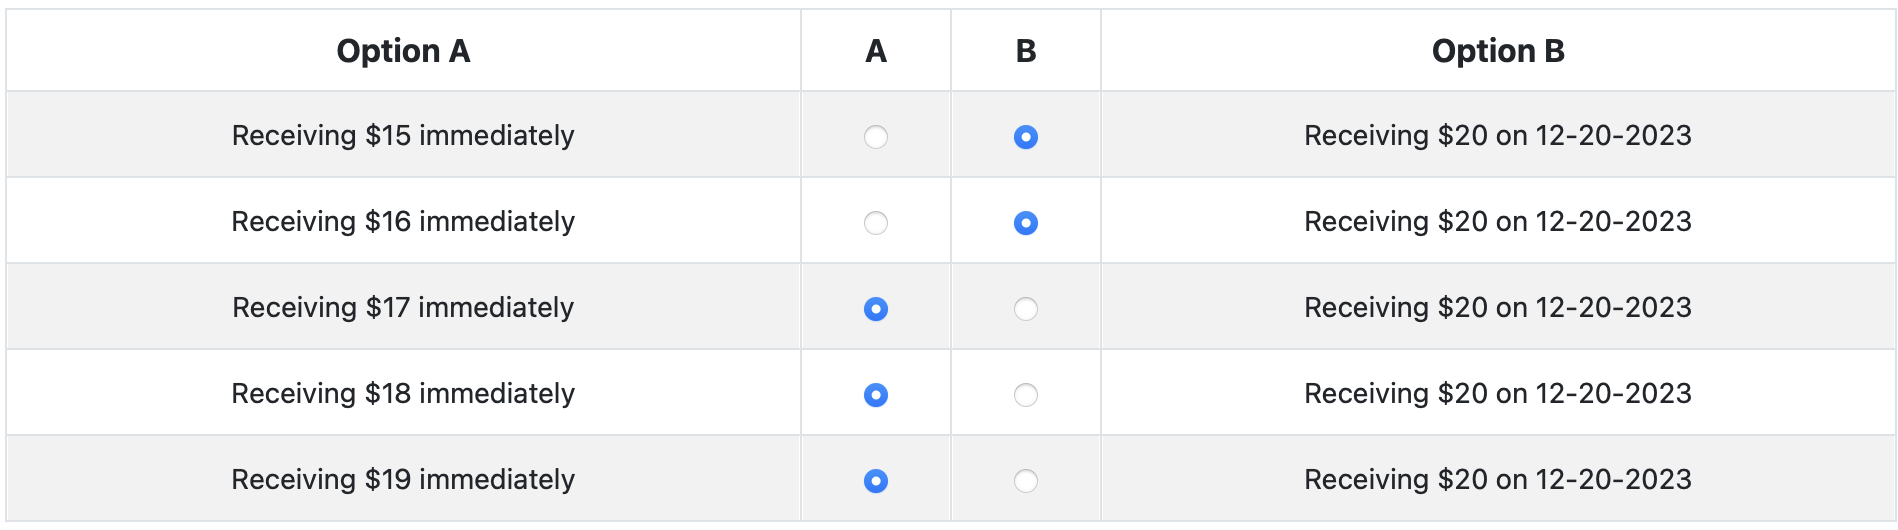 Option A A B Option B
Receiving $15 immediately Receiving $20 on 12-20-2023
Receiving $16 immediately Receiving $20 on 12-20-2023
Receiving $17 immediately Receiving $20 on 12-20-2023
Receiving $18 immediately Receiving $20 on 12-20-2023
Receiving $19 immediately Receiving $20 on 12-20-2023